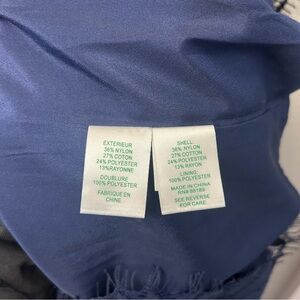 EXTERIEUR
36% NYLON
27% COTON
24% POLYESTER
13% RAYONNE
DOUBLURE
100% POLYESTER
FABRIQUÉ EN
CHINE
SHELL:
36% NYLON
27% COTTON
24% POLYESTER
13% RAYON
LINING:
100% POLYESTER
MADE IN CHINA
RN# 88189
SEE REVERSE
FOR CARE.